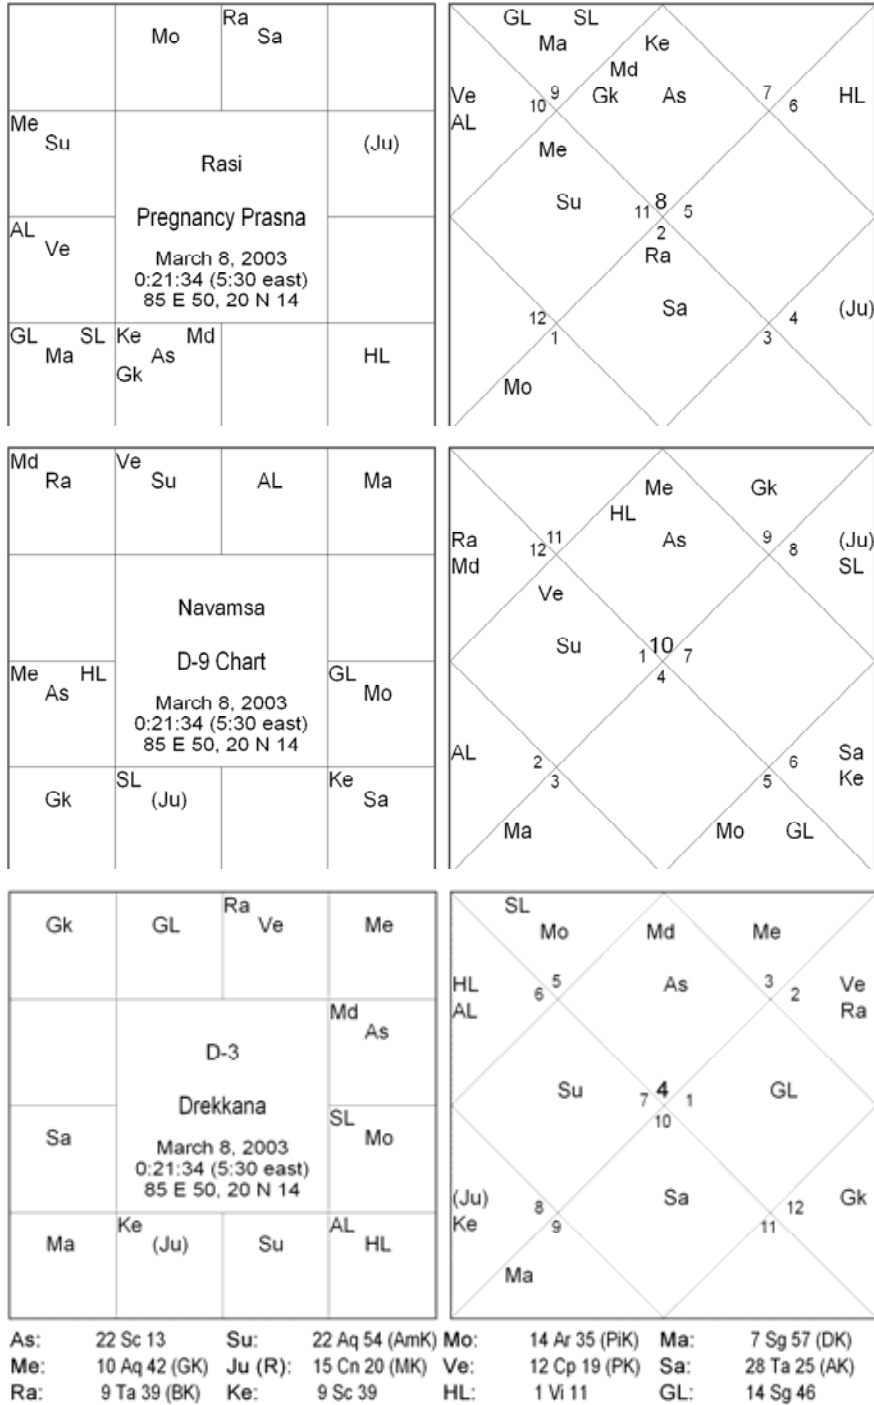 Ra
Mo Sa
Me
Su (Ju)
Rasi
Pregnancy Prasna
AL
Ve
March 8, 2003
0:21:34 (5:30 east)
85 E 50, 20 N 14
GL SL Ke Md
Ma As HL
Gk
GL SL
Ma Ke
Md
Ve Gk As HL
AL
9 7
10 6
Me
Su
8
11 5
2
Ra
Sa (Ju)
12 4
1 3
Mo
Md Ve
Ra Su AL Ma
Navamsa
D-9 Chart
Me HL GL
As Mo
March 8, 2003
0:21:34 (5:30 east)
85 E 50, 20 N 14
SL Ke
Gk (Ju) Sa
Me Gk
HL
Ra As (Ju)
Md SL
11 9
12 8
Ve
Su
10
1 7
4
AL Sa
Ke
2 6
3 5
Ma Mo GL
Ra
Gk GL Ve Me
Md
As
D-3
Drekkana
SL
Sa Mo
March 8, 2003
0:21:34 (5:30 east)
85 E 50, 20 N 14
Ke AL
Ma (Ju) Su HL
SL
Mo Md Me
HL As Ve
AL Ra
5 3
6 2
Su GL
4
7 1
10
(Ju) Sa Gk
Ke
8 12
9 11
Ma
As: 22 Sc 13 Su: 22 Aq 54 (AmK) Mo: 14 Ar 35 (PiK) Ma: 7 Sg 57 (DK)
Me: 10 Aq 42 (GK) Ju (R): 15 Cn 20 (MK) Ve: 12 Cp 19 (PK) Sa: 28 Ta 25 (AK)
Ra: 9 Ta 39 (BK) Ke: 9 Sc 39 HL: 1 Vi 11 GL: 14 Sg 46